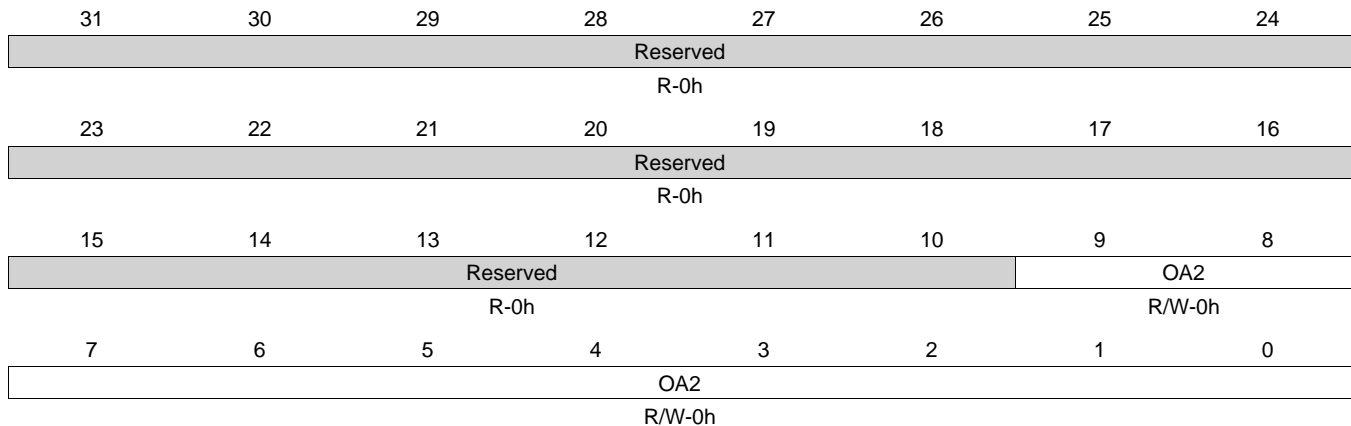 31 30 29 28 27 26 25 24
Reserved
R-0h
23 22 21 20 19 18 17 16
Reserved
R-0h
15 14 13 12 11 10 9 8
Reserved OA2
R-0h R/W-0h
7 6 5 4 3 2 1 0
OA2
R/W-0h